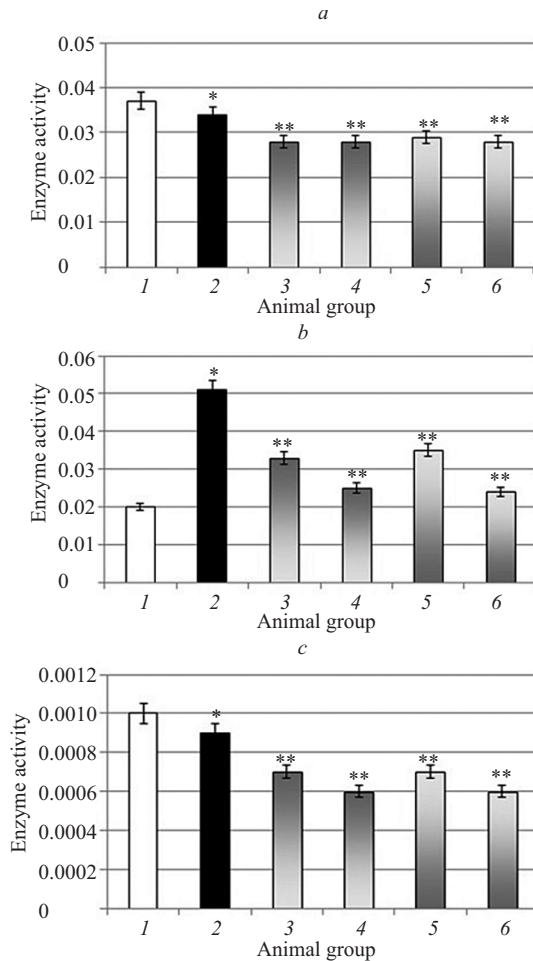 a
Enzyme activity
0.05
0.04
0.03
0.02
0.01
0
*
**
**
**
**
1 2 3 4 5 6
Animal group
b
Enzyme activity
0.06
0.05
0.04
0.03
0.02
0.01
0
*
**
**
**
**
1 2 3 4 5 6
Animal group
c
Enzyme activity
0.0012
0.0010
0.0008
0.0006
0.0004
0.0002
0
*
**
**
**
**
1 2 3 4 5 6
Animal group